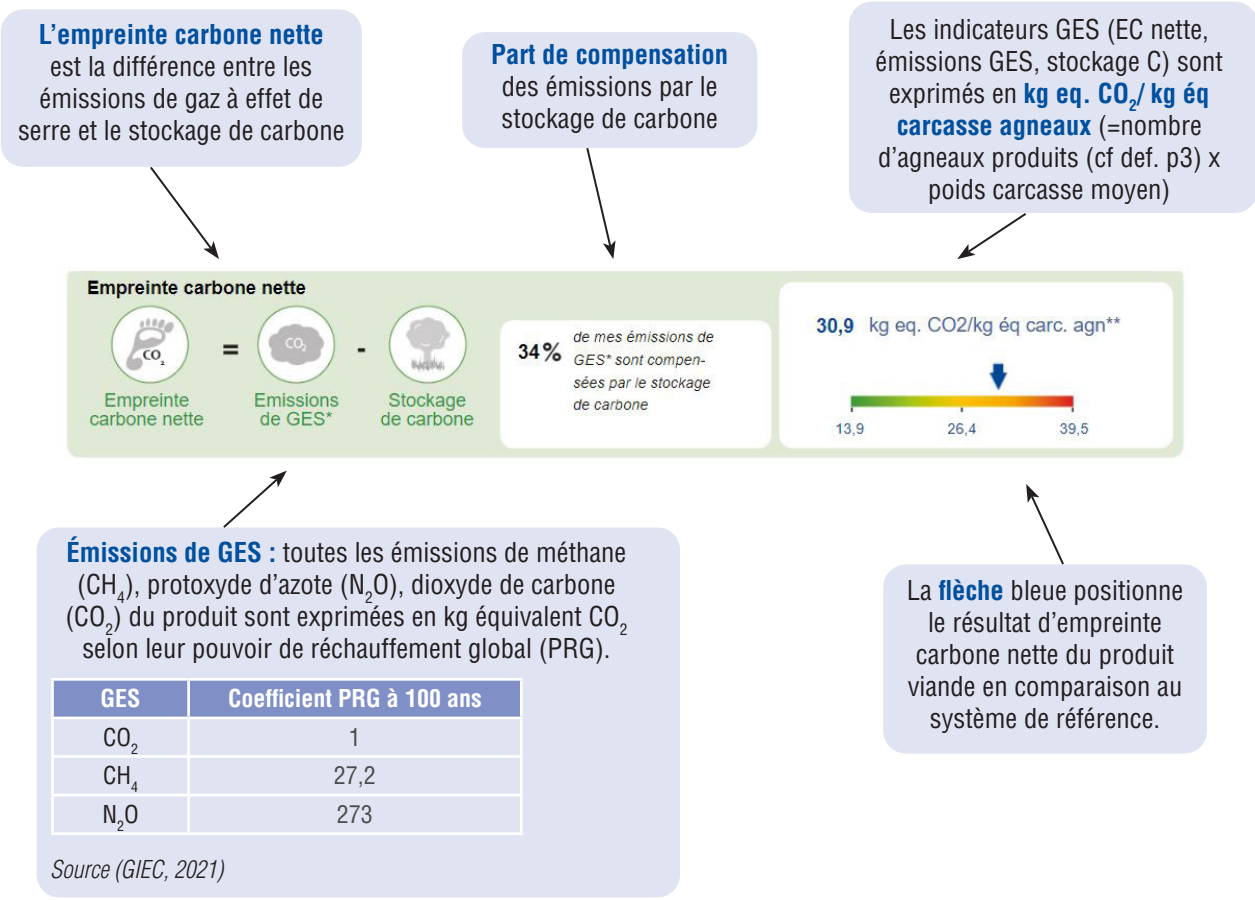 L’empreinte carbone nette
est la différence entre les
émissions de gaz à effet de
serre et le stockage de carbone
Part de compensation
des émissions par le
stockage de carbone
Les indicateurs GES (EC nette,
émissions GES, stockage C) sont
exprimés en kg eq. CO₂/ kg éq
carcasse agneaux (=nombre
d’agneaux produits (cf def. p3) x
poids carcasse moyen)
Empreinte carbone nette
CO₂
=
CO₂
-
Empreinte
carbone nette
Emissions
de GES*
Stockage
de carbone
34% de mes émissions de
GES* sont compen-
sées par le stockage
de carbone
30,9 kg eq. CO2/kg éq carc. agn**
13,9 26,4 39,5
Émissions de GES : toutes les émissions de méthane
(CH₄), protoxyde d’azote (N₂O), dioxyde de carbone
(CO₂) du produit sont exprimées en kg équivalent CO₂
selon leur pouvoir de réchauffement global (PRG).
GES Coefficient PRG à 100 ans
CO₂ 1
CH₄ 27,2
N₂O 273
Source (GIEC, 2021)
La flèche bleue positionne
le résultat d’empreinte
carbone nette du produit
viande en comparaison au
système de référence.